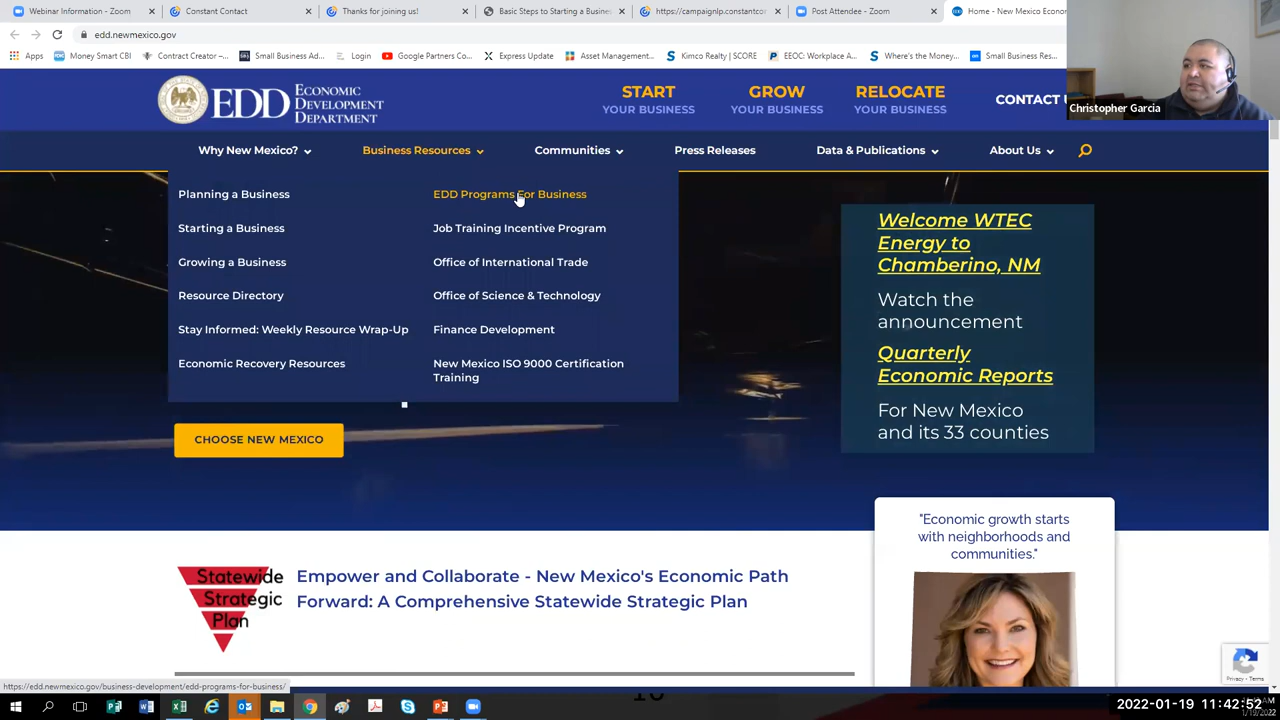 Webinar Information - Zoom
Constant Contact
Thanks for joining us!
Basic Steps to Starting a Busine
https://campaignlp.constantco
Post Attendee - Zoom
Home - New Mexico Econo
edd.newmexico.gov
Apps
Money Smart CBI
Contract Creator –...
Small Business Ad...
Login
Google Partners Co...
Express Update
Asset Management...
Kimco Realty | SCORE
EEOC: Workplace A...
Where's the Money...
Small Business Res...
Christopher Garcia
EDD
ECONOMIC
DEVELOPMENT
DEPARTMENT
START
YOUR BUSINESS
GROW
YOUR BUSINESS
RELOCATE
YOUR BUSINESS
CONTACT U
Why New Mexico?
Business Resources
Communities
Press Releases
Data & Publications
About Us
Planning a Business
Starting a Business
Growing a Business
Resource Directory
Stay Informed: Weekly Resource Wrap-Up
Economic Recovery Resources
EDD Programs For Business
Job Training Incentive Program
Office of International Trade
Office of Science & Technology
Finance Development
New Mexico ISO 9000 Certification
Training
Welcome WTEC
Energy to
Chamberino, NM
Watch the
announcement
Quarterly
Economic Reports
For New Mexico
and its 33 counties
CHOOSE NEW MEXICO
"Economic growth starts
with neighborhoods and
communities."
Statewide
Strategic
Plan
Empower and Collaborate - New Mexico's Economic Path
Forward: A Comprehensive Statewide Strategic Plan
Privacy - Terms
https://edd.newmexico.gov/business-development/edd-programs-for-business/
2022-01-19 11:42:52